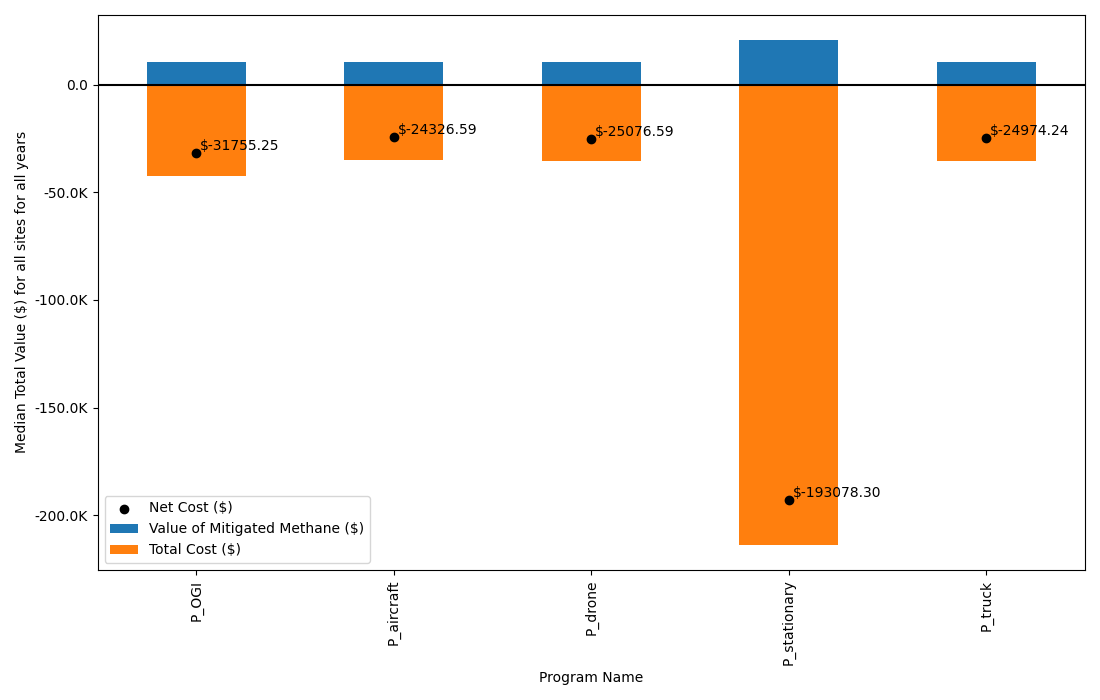 Median Total Value ($) for all sites for all years
0.0
-50.0K
-100.0K
-150.0K
-200.0K
$-31755.25
$-24326.59
$-25076.59
$-193078.30
$-24974.24
Net Cost ($)
Value of Mitigated Methane ($)
Total Cost ($)
P_OGI
P_aircraft
P_drone
P_stationary
P_truck
Program Name